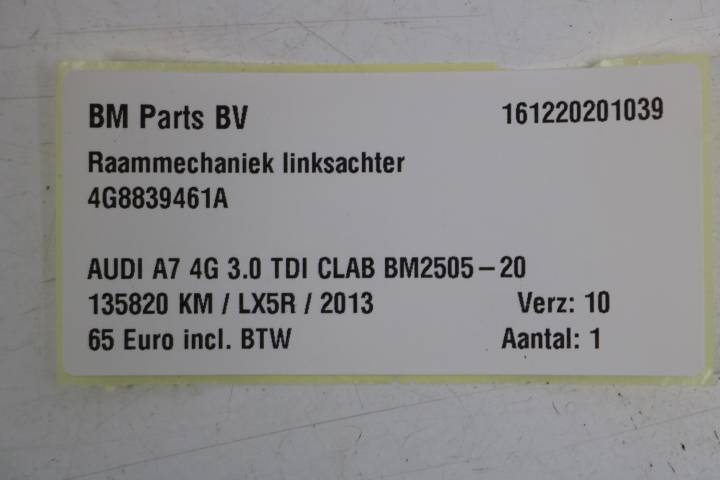 BM Parts BV 161220201039
Raammechaniek linksachter
4G8839461A
AUDI A7 4G 3.0 TDI CLAB BM2505-20
135820 KM / LX5R / 2013 Verz: 10
65 Euro incl. BTW Aantal: 1